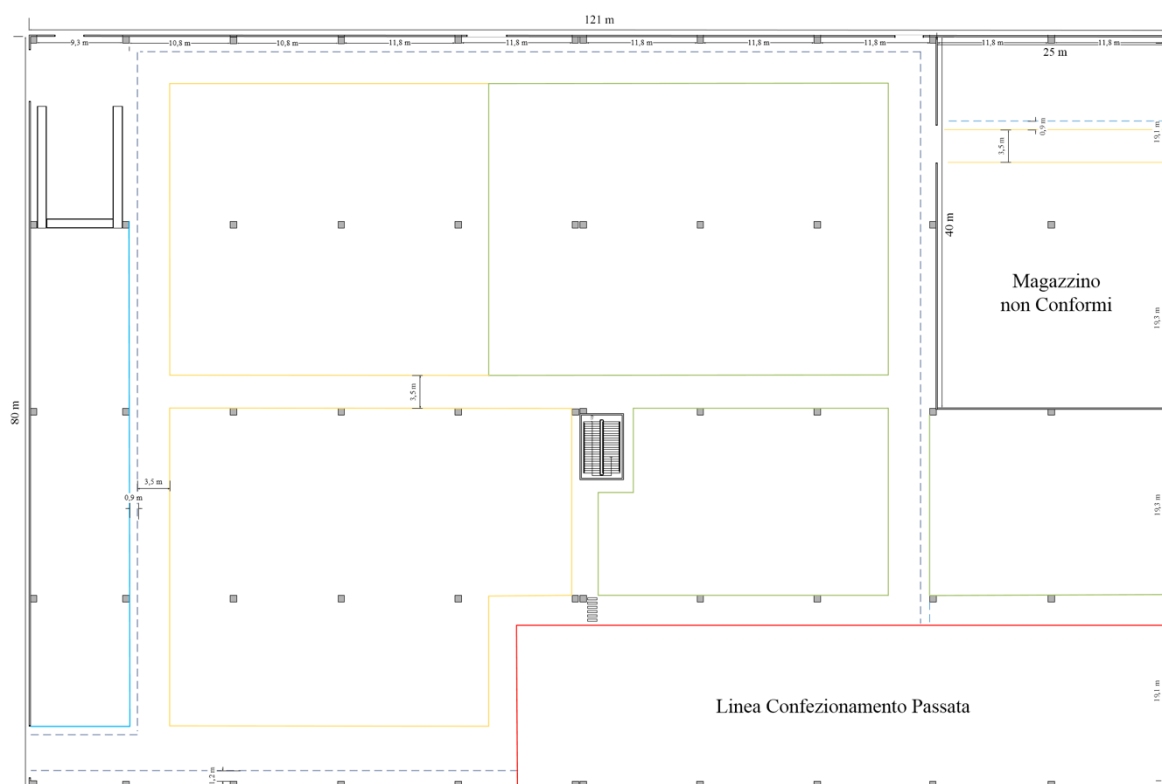 121 m
9,3 m
10,8 m
10,8 m
11,8 m
11,8 m
11,8 m
11,8 m
11,8 m
11,8 m
11,8 m
25 m
0,9 m
19,1 m
3,5 m
40 m
Magazzino
non Conformi
19,3 m
3,5 m
80 m
3,5 m
0,9 m
19,3 m
Linea Confezionamento Passata
19,1 m